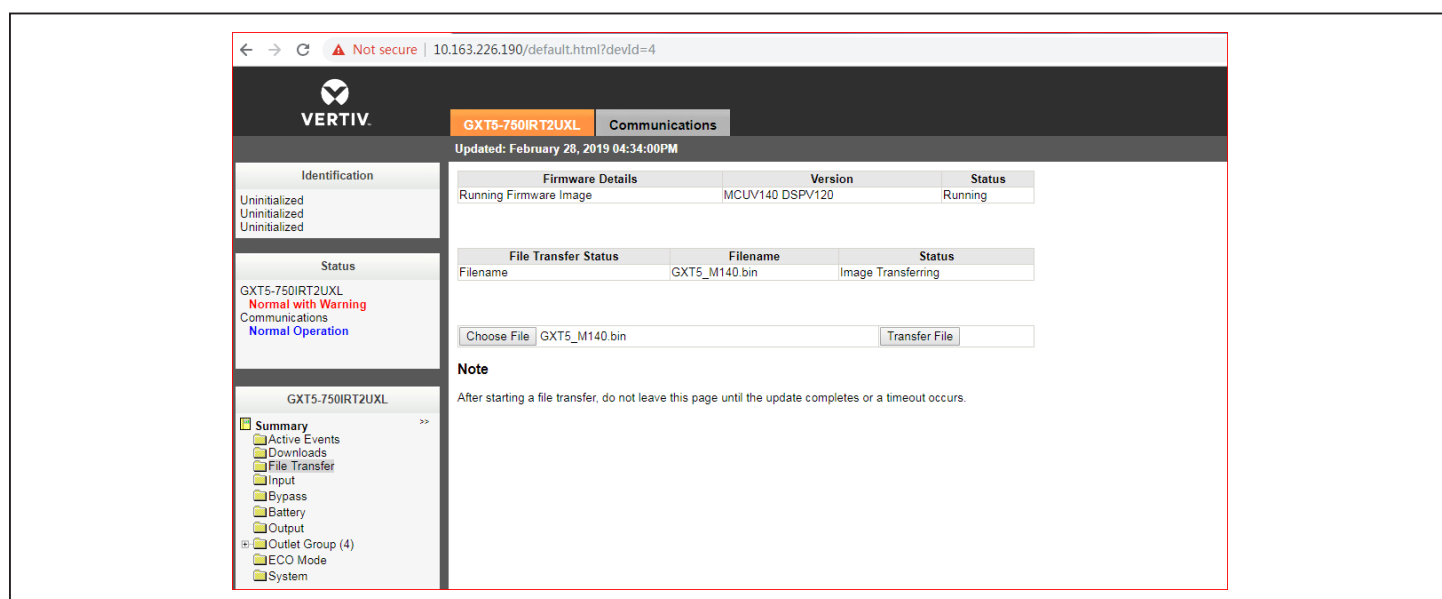 Not secure | 10.163.226.190/default.html?devId=4
VERTIV.
GXT5-750IRT2UXL Communications
Updated: February 28, 2019 04:34:00PM
Identification
Uninitialized
Uninitialized
Uninitialized
Status
GXT5-750IRT2UXL
Normal with Warning
Communications
Normal Operation
GXT5-750IRT2UXL
Summary >>
Active Events
Downloads
File Transfer
Input
Bypass
Battery
Output
Outlet Group (4)
ECO Mode
System
Firmware Details Version Status
Running Firmware Image MCUV140 DSPV120 Running
File Transfer Status Filename Status
Filename GXT5_M140.bin Image Transferring
Choose File GXT5_M140.bin Transfer File
Note
After starting a file transfer, do not leave this page until the update completes or a timeout occurs.